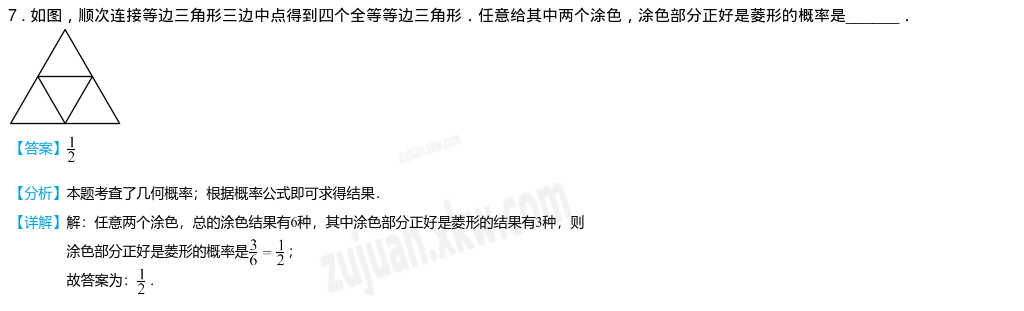 7．如图，顺次连接等边三角形三边中点得到四个全等等边三角形．任意给其中两个涂色，涂色部分正好是菱形的概率是_______．
【答案】1/2
zujuan.xkw.com
【分析】本题考查了几何概率；根据概率公式即可求得结果．
【详解】解：任意两个涂色，总的涂色结果有6种，其中涂色部分正好是菱形的结果有3种，则
zujuan.xkw.com
涂色部分正好是菱形的概率是3/6 = 1/2；
故答案为：1/2．